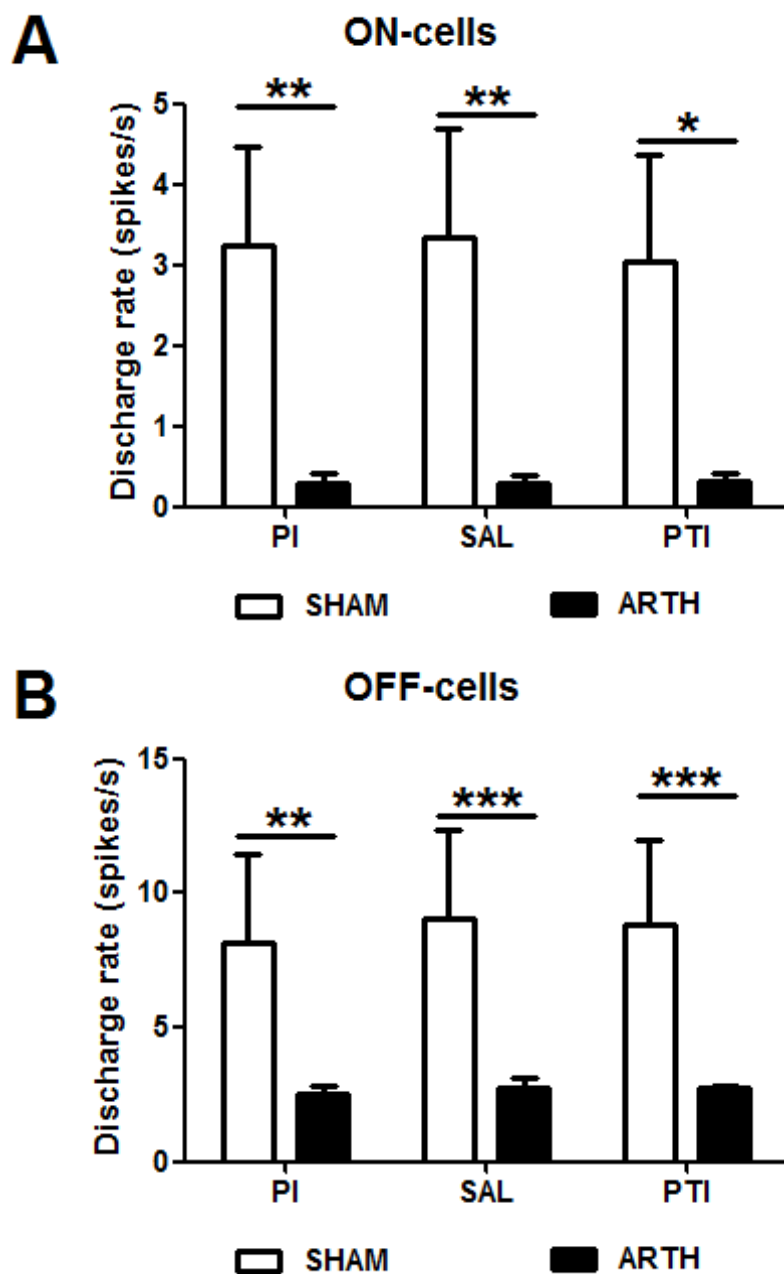 A
ON-cells
** ** *
Discharge rate (spikes/s)
5
4
3
2
1
0
PI SAL PTI
SHAM ARTH
B
OFF-cells
** *** ***
Discharge rate (spikes/s)
15
10
5
0
PI SAL PTI
SHAM ARTH